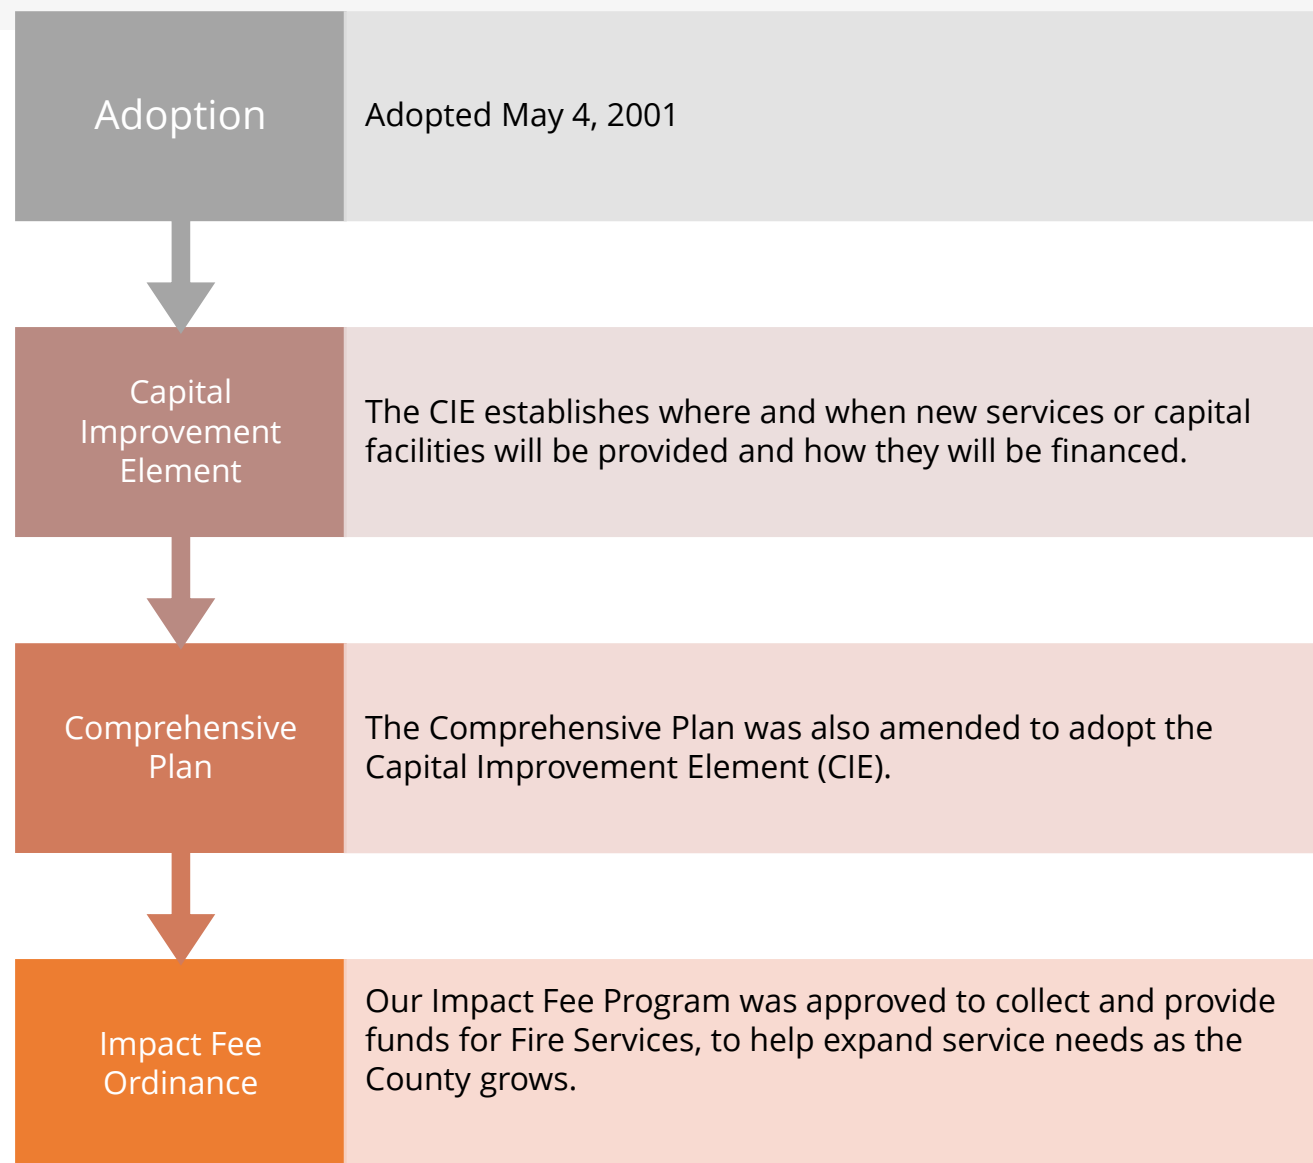 Adoption
Adopted May 4, 2001
Capital
Improvement
Element
The CIE establishes where and when new services or capital
facilities will be provided and how they will be financed.
Comprehensive
Plan
The Comprehensive Plan was also amended to adopt the
Capital Improvement Element (CIE).
Impact Fee
Ordinance
Our Impact Fee Program was approved to collect and provide
funds for Fire Services, to help expand service needs as the
County grows.